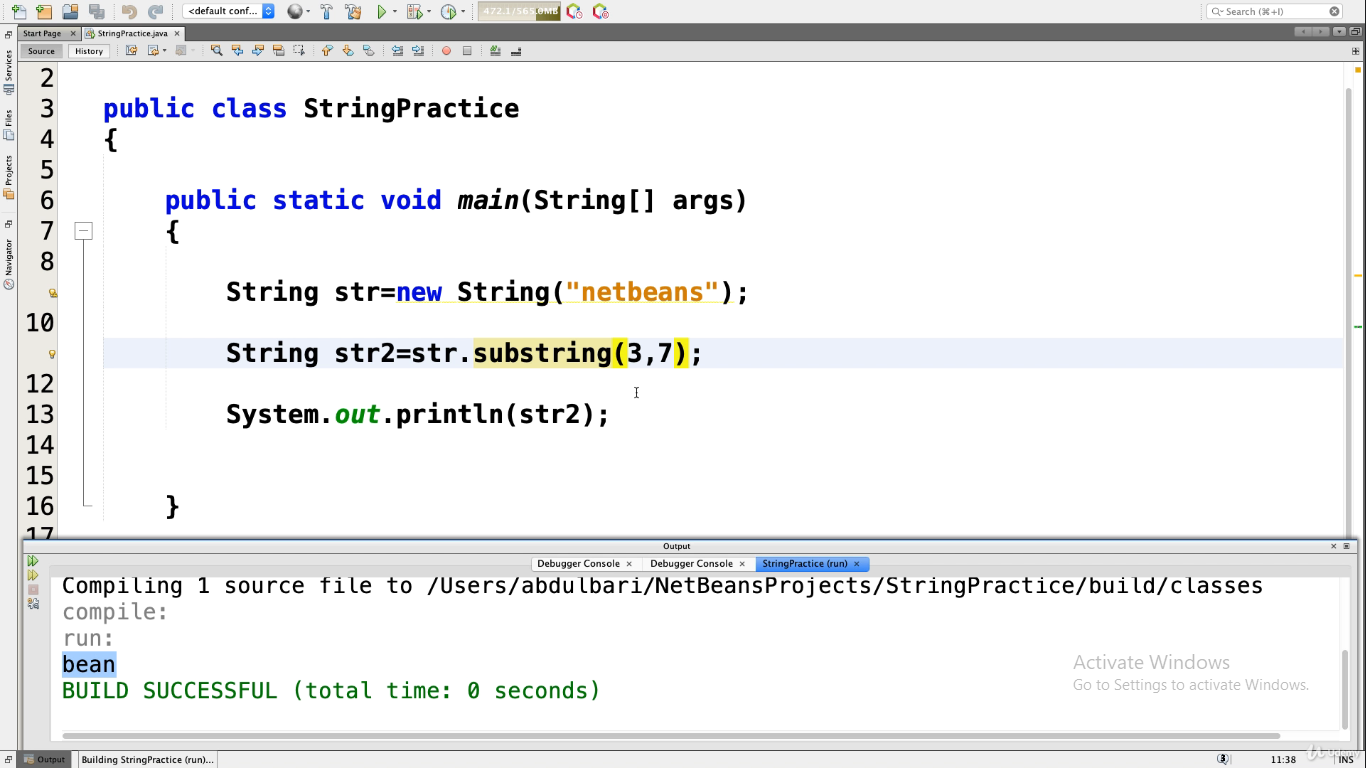 <default conf...
472.1/565.0MB
Search (⌘+I)
Start Page
StringPractice.java
Source
History
Services
Files
Projects
Navigator
2
3 public class StringPractice
4 {
5
6 public static void main(String[] args)
7 {
8
String str=new String("netbeans");
10
String str2=str.substring(3,7);
12
13 System.out.println(str2);
14
15
16 }
17
Output
Debugger Console
Debugger Console
StringPractice (run)
Compiling 1 source file to /Users/abdulbari/NetBeansProjects/StringPractice/build/classes
compile:
run:
bean
BUILD SUCCESSFUL (total time: 0 seconds)
Activate Windows
Go to Settings to activate Windows.
Output
Building StringPractice (run)...
3
11:38
INS
Udemy